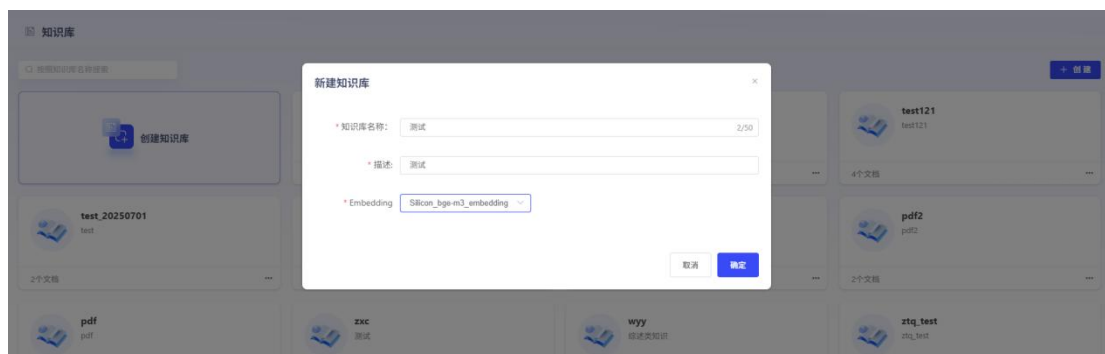 知识库
按照知识库名称搜索
+ 创建
新建知识库
×
创建知识库
* 知识库名称: 测试 2/50
test121
test121
* 描述: 测试
4个文档 ...
* Embedding Silicon_bge-m3_embedding
test_20250701
test
pdf2
pdf2
取消 确定
2个文档 ...
2个文档 ...
pdf
pdf
zxc
测试
wyy
综述类知识
ztq_test
ztq_test